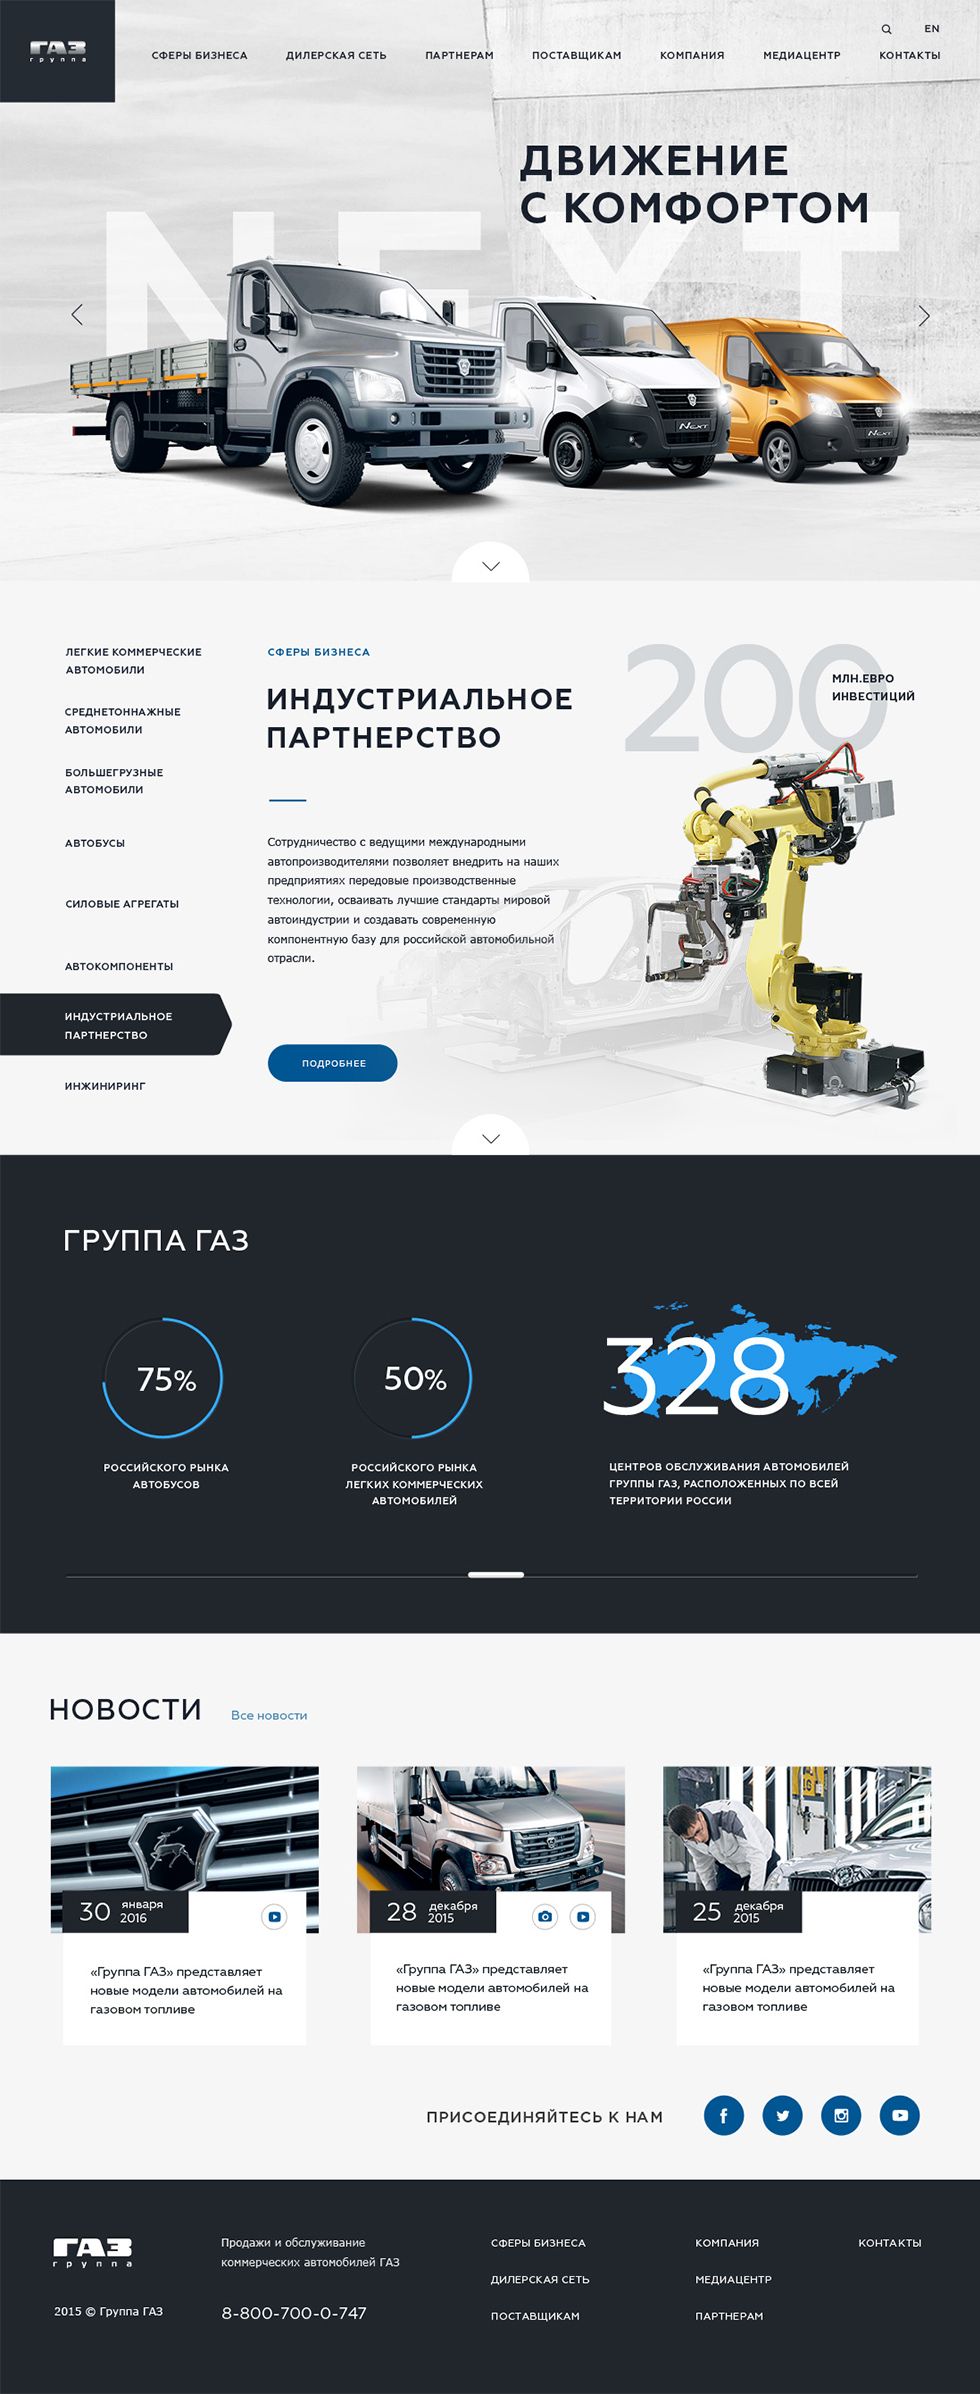 ГАЗ
группа
EN
СФЕРЫ БИЗНЕСА
ДИЛЕРСКАЯ СЕТЬ
ПАРТНЕРАМ
ПОСТАВЩИКАМ
КОМПАНИЯ
МЕДИАЦЕНТР
КОНТАКТЫ
ДВИЖЕНИЕ
С КОМФОРТОМ
NEXT
NEXT
NEXT
ЛЕГКИЕ КОММЕРЧЕСКИЕ
АВТОМОБИЛИ
СРЕДНЕТОННАЖНЫЕ
АВТОМОБИЛИ
БОЛЬШЕГРУЗНЫЕ
АВТОМОБИЛИ
АВТОБУСЫ
СИЛОВЫЕ АГРЕГАТЫ
АВТОКОМПОНЕНТЫ
ИНДУСТРИАЛЬНОЕ
ПАРТНЕРСТВО
ИНЖИНИРИНГ
СФЕРЫ БИЗНЕСА
ИНДУСТРИАЛЬНОЕ
ПАРТНЕРСТВО
Сотрудничество с ведущими международными
автопроизводителями позволяет внедрить на наших
предприятиях передовые производственные
технологии, осваивать лучшие стандарты мировой
автоиндустрии и создавать современную
компонентную базу для российской автомобильной
отрасли.
ПОДРОБНЕЕ
200
МЛН.ЕВРО
ИНВЕСТИЦИЙ
ГРУППА ГАЗ
75%
РОССИЙСКОГО РЫНКА
АВТОБУСОВ
50%
РОССИЙСКОГО РЫНКА
ЛЕГКИХ КОММЕРЧЕСКИХ
АВТОМОБИЛЕЙ
328
ЦЕНТРОВ ОБСЛУЖИВАНИЯ АВТОМОБИЛЕЙ
ГРУППЫ ГАЗ, РАСПОЛОЖЕННЫХ ПО ВСЕЙ
ТЕРРИТОРИИ РОССИИ
НОВОСТИ
Все новости
30 января
2016
«Группа ГАЗ» представляет
новые модели автомобилей на
газовом топливе
28 декабря
2015
«Группа ГАЗ» представляет
новые модели автомобилей на
газовом топливе
25 декабря
2015
«Группа ГАЗ» представляет
новые модели автомобилей на
газовом топливе
ПРИСОЕДИНЯЙТЕСЬ К НАМ
ГАЗ
группа
2015 © Группа ГАЗ
Продажи и обслуживание
коммерческих автомобилей ГАЗ
8-800-700-0-747
СФЕРЫ БИЗНЕСА
ДИЛЕРСКАЯ СЕТЬ
ПОСТАВЩИКАМ
КОМПАНИЯ
МЕДИАЦЕНТР
ПАРТНЕРАМ
КОНТАКТЫ